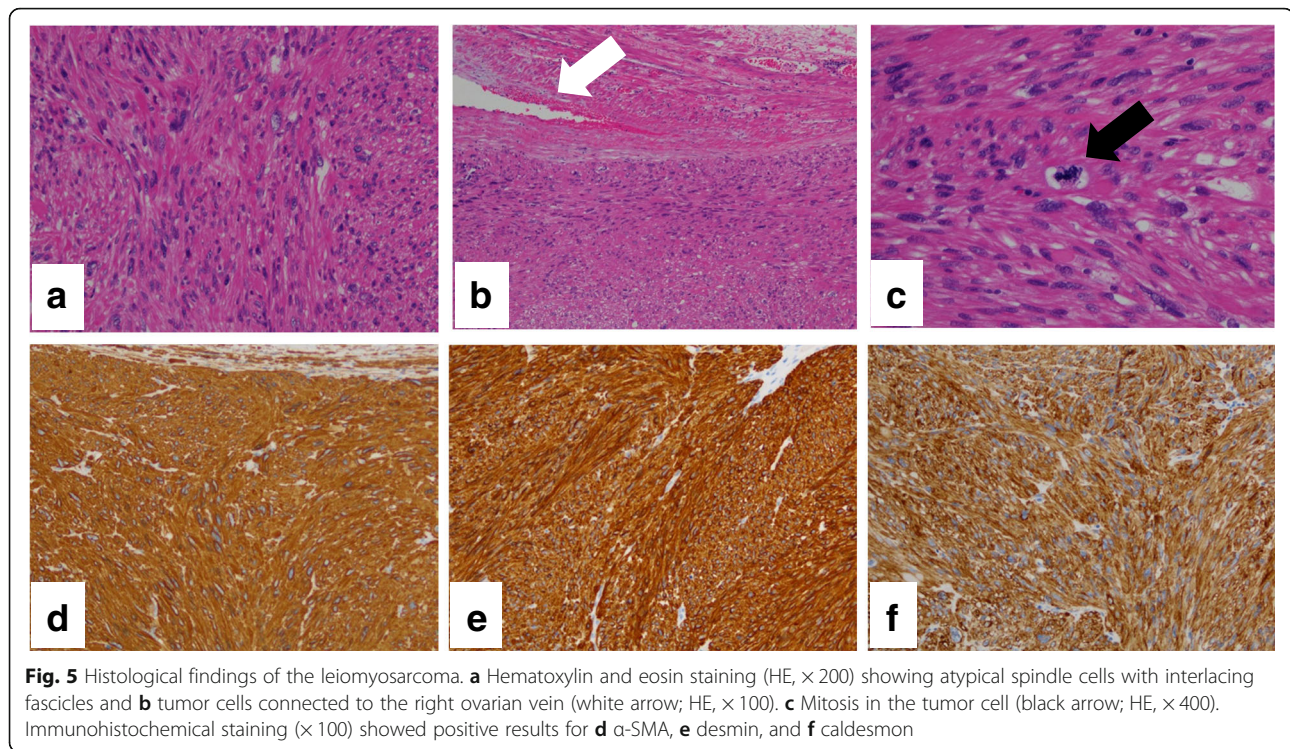 a
b
c
d
e
f
Fig. 5 Histological findings of the leiomyosarcoma. a Hematoxylin and eosin staining (HE, × 200) showing atypical spindle cells with interlacing
fascicles and b tumor cells connected to the right ovarian vein (white arrow; HE, × 100). c Mitosis in the tumor cell (black arrow; HE, × 400).
Immunohistochemical staining (× 100) showed positive results for d α-SMA, e desmin, and f caldesmon